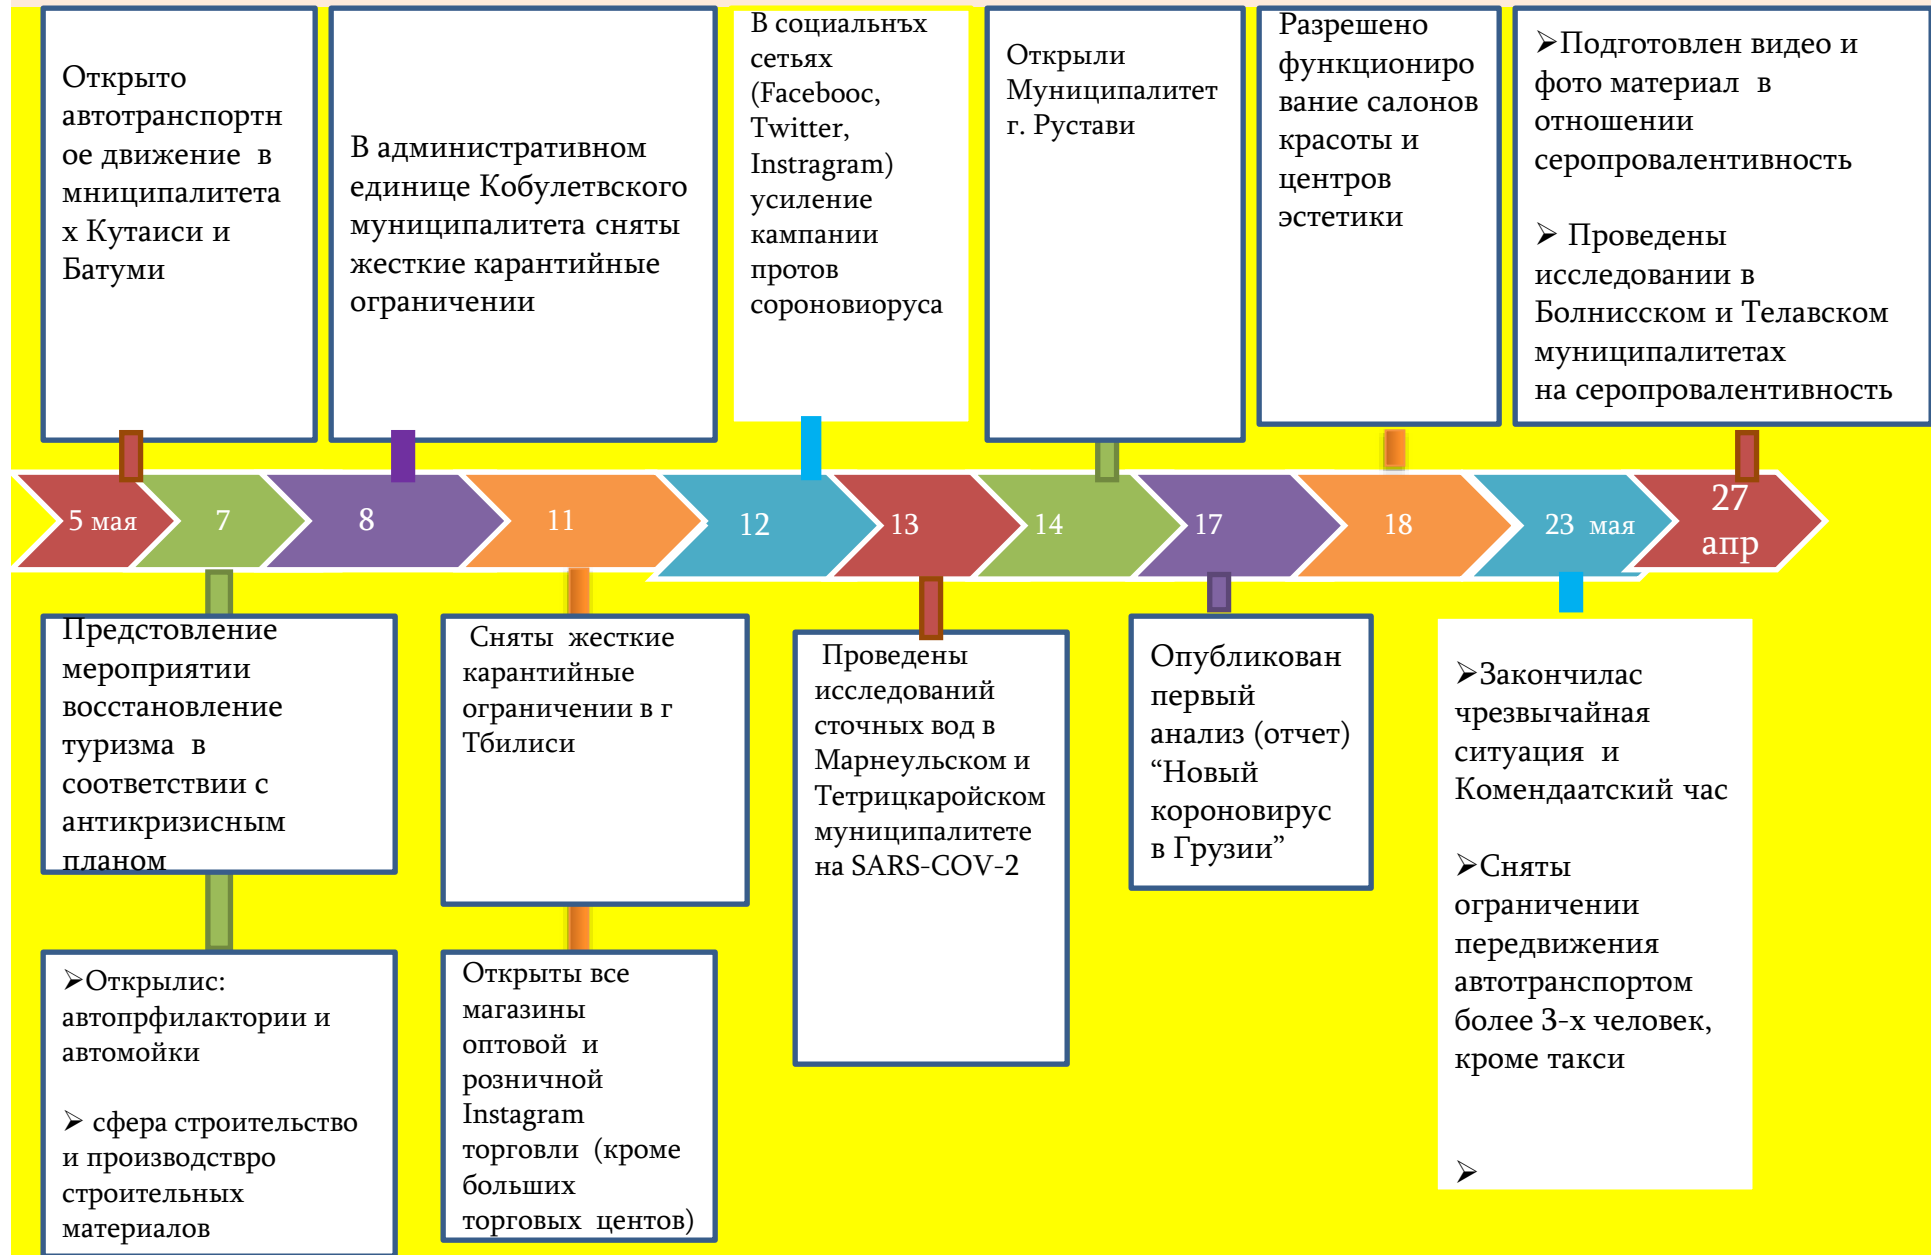 Открыто
автотранспортн
ое движение в
мниципалитета
х Кутаиси и
Батуми
В административном
единице Кобулетвского
муниципалитета сняты
жесткие карантийные
ограничении
В социальнъх
сетьях
(Facebooc,
Twitter,
Instragram)
усиление
кампании
протов
сороновиоруса
Открыли
Муниципалитет
г. Рустави
Разрешено
функциониро
вание салонов
красоты и
центров
эстетики
➢Подготовлен видео и
фото материал в
отношении
серопровалентивность
➢ Проведены
исследовании в
Болнисском и Телавском
муниципалитетах
на серопровалентивность
5 мая
7
8
11
12
13
14
17
18
23 мая
27
апр
Предстовление
мероприятии
восстановление
туризма в
соответствии с
антикризисным
планом
Сняты жесткие
карантийные
ограничении в г
Тбилиси
Проведены
исследований
сточных вод в
Марнеульском и
Тетрицкаройском
муниципалитете
на SARS-COV-2
Опубликован
первый
анализ (отчет)
“Новый
короновирус
в Грузии”
➢Закончилас
чрезвычайная
ситуация и
Комендаатский час
➢Сняты
ограничении
передвижения
автотранспортом
более 3-х человек,
кроме такси
➢
➢Открылис:
автопрфилактории и
автомойки
➢ сфера строительство
и производствро
строительных
материалов
Открыты все
магазины
оптовой и
розничной
Instagram
торговли (кроме
больших
торговых центов)